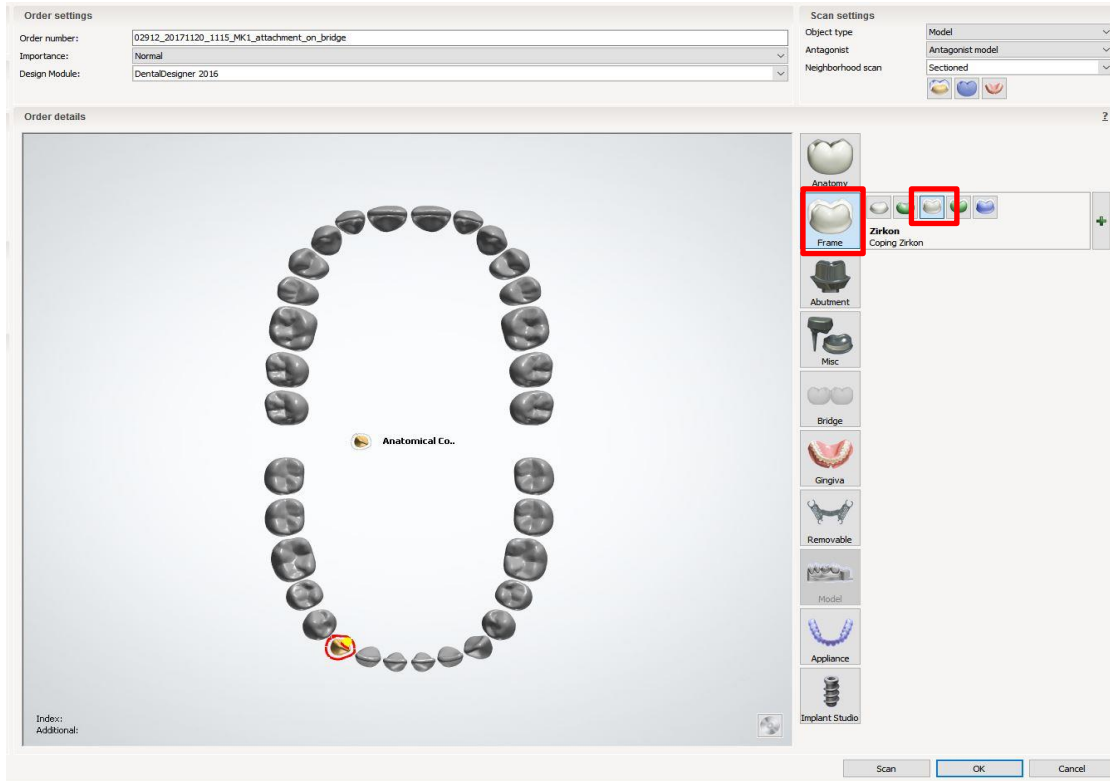 Order settings
Order number: 02912_20171120_1115_MK1_attachment_on_bridge
Importance: Normal
Design Module: DentalDesigner 2016
Scan settings
Object type Model
Antagonist Antagonist model
Neighborhood scan Sectioned
Order details
?
Anatomy
Frame
Zirkon
Coping Zirkon
Abutment
Misc
Bridge
Anatomical Co..
Gingiva
Removable
Model
Appliance
Implant Studio
Index:
Additional:
Scan OK Cancel